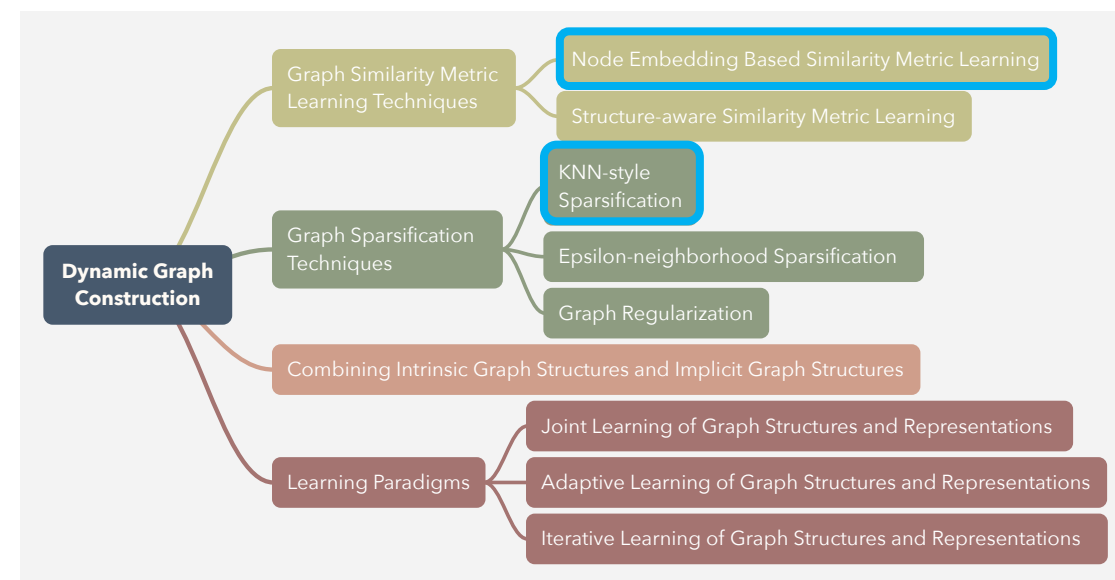 Node Embedding Based Similarity Metric Learning
Graph Similarity Metric
Learning Techniques
Structure-aware Similarity Metric Learning
KNN-style
Sparsification
Graph Sparsification
Techniques
Epsilon-neighborhood Sparsification
Dynamic Graph
Construction
Graph Regularization
Combining Intrinsic Graph Structures and Implicit Graph Structures
Joint Learning of Graph Structures and Representations
Learning Paradigms
Adaptive Learning of Graph Structures and Representations
Iterative Learning of Graph Structures and Representations